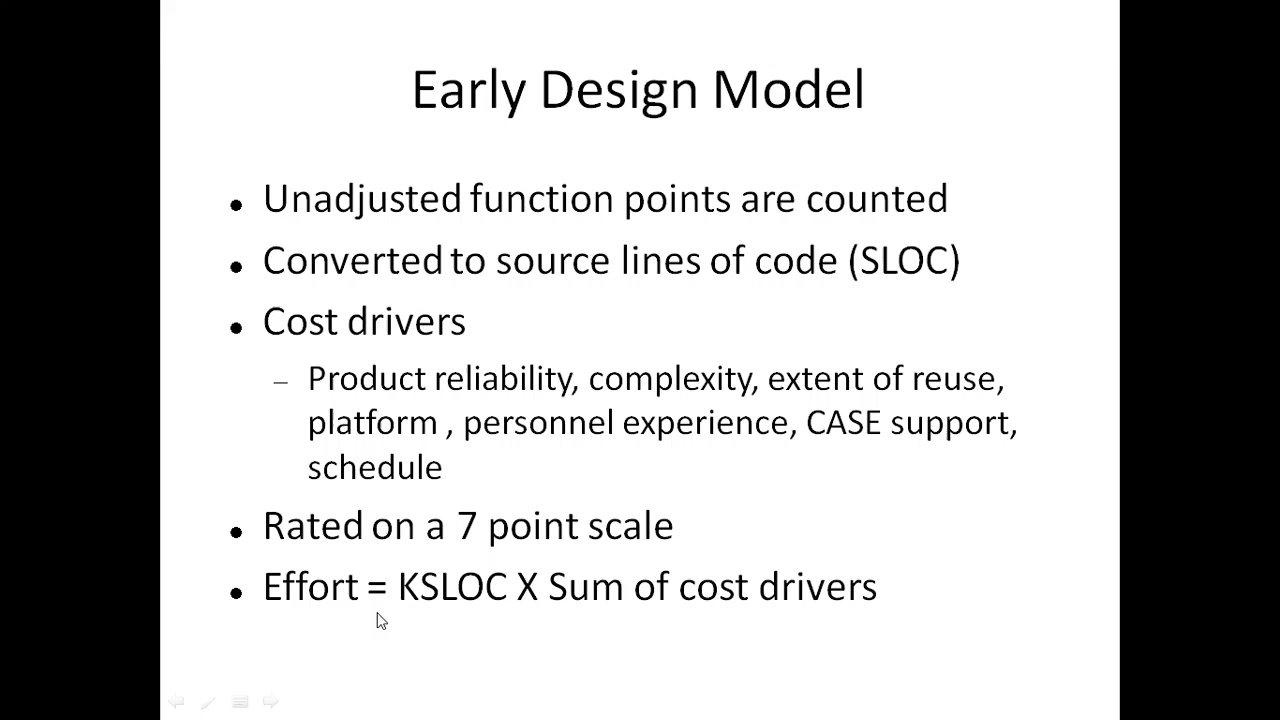 Early Design Model
Unadjusted function points are counted
Converted to source lines of code (SLOC)
Cost drivers
– Product reliability, complexity, extent of reuse,
platform , personnel experience, CASE support,
schedule
Rated on a 7 point scale
Effort = KSLOC X Sum of cost drivers